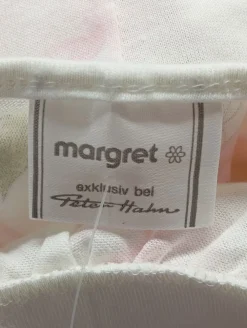 margret
exklusiv bei
Peter Hahn